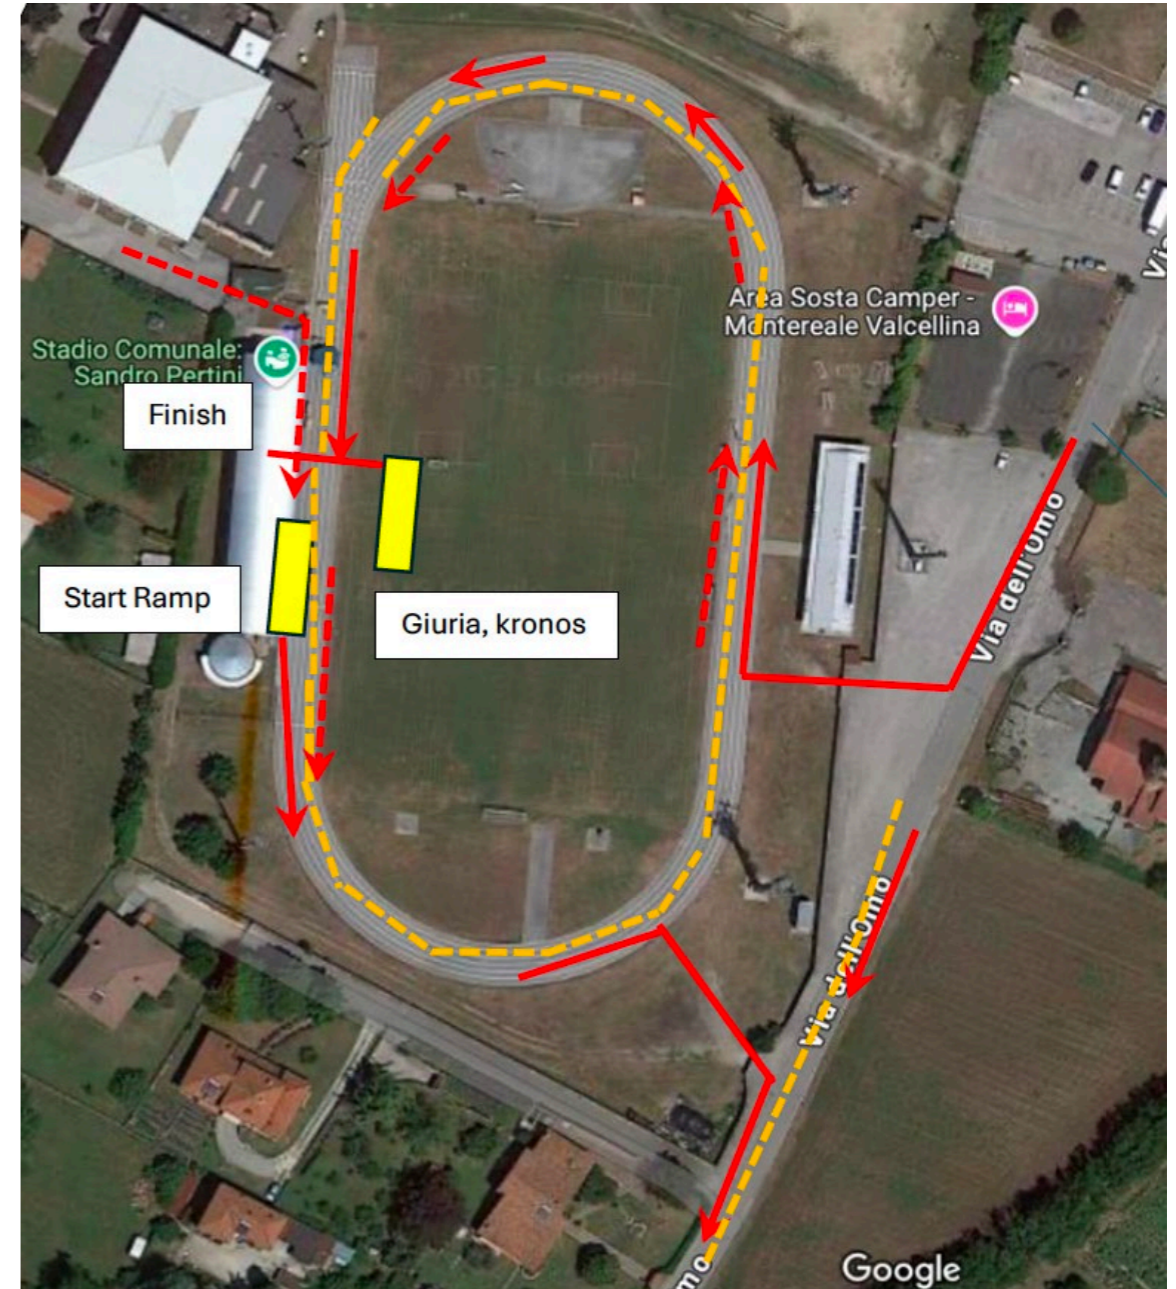 Via
Area Sosta Camper -
Montereale Valcellina
Stadio Comunale:
Sandro Pertini
Finish
Via dell'Omo
Start Ramp
Giuria, kronos
Via dell'Omo
Google